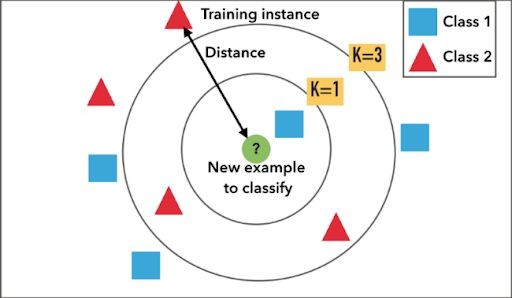 Training instance
Class 1
Distance
K=3
Class 2
K=1
?
New example
to classify